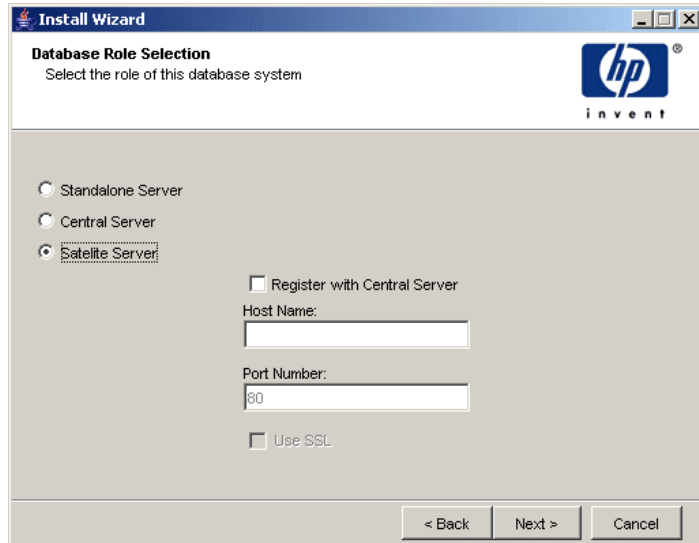 Install Wizard
Database Role Selection
Select the role of this database system
hp
®
invent
Standalone Server
Central Server
Satelite Server
Register with Central Server
Host Name:
Port Number:
80
Use SSL
< Back
Next >
Cancel